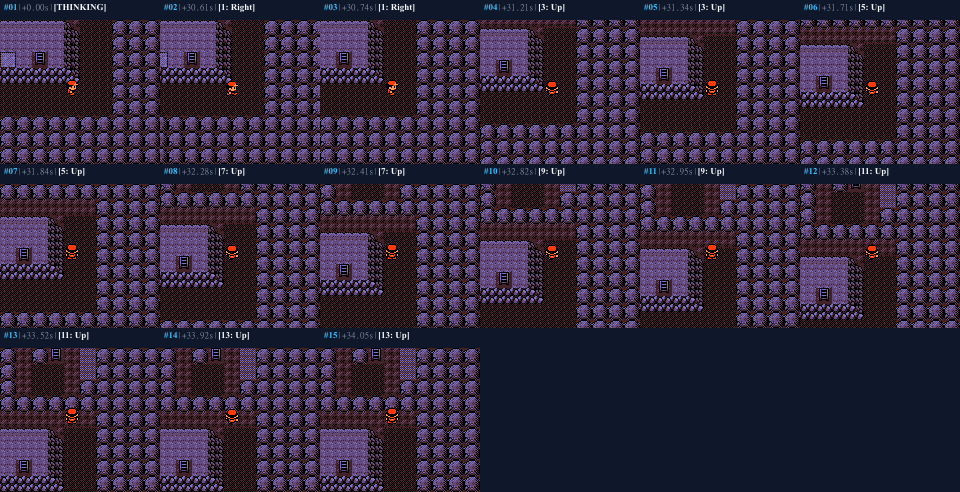 #01|+0.00s|[THINKING]
#02|+30.61s|[1: Right]
#03|+30.74s|[1: Right]
#04|+31.21s|[3: Up]
#05|+31.34s|[3: Up]
#06|+31.71s|[5: Up]
#07|+31.84s|[5: Up]
#08|+32.28s|[7: Up]
#09|+32.41s|[7: Up]
#10|+32.82s|[9: Up]
#11|+32.95s|[9: Up]
#12|+33.38s|[11: Up]
#13|+33.52s|[11: Up]
#14|+33.92s|[13: Up]
#15|+34.05s|[13: Up]